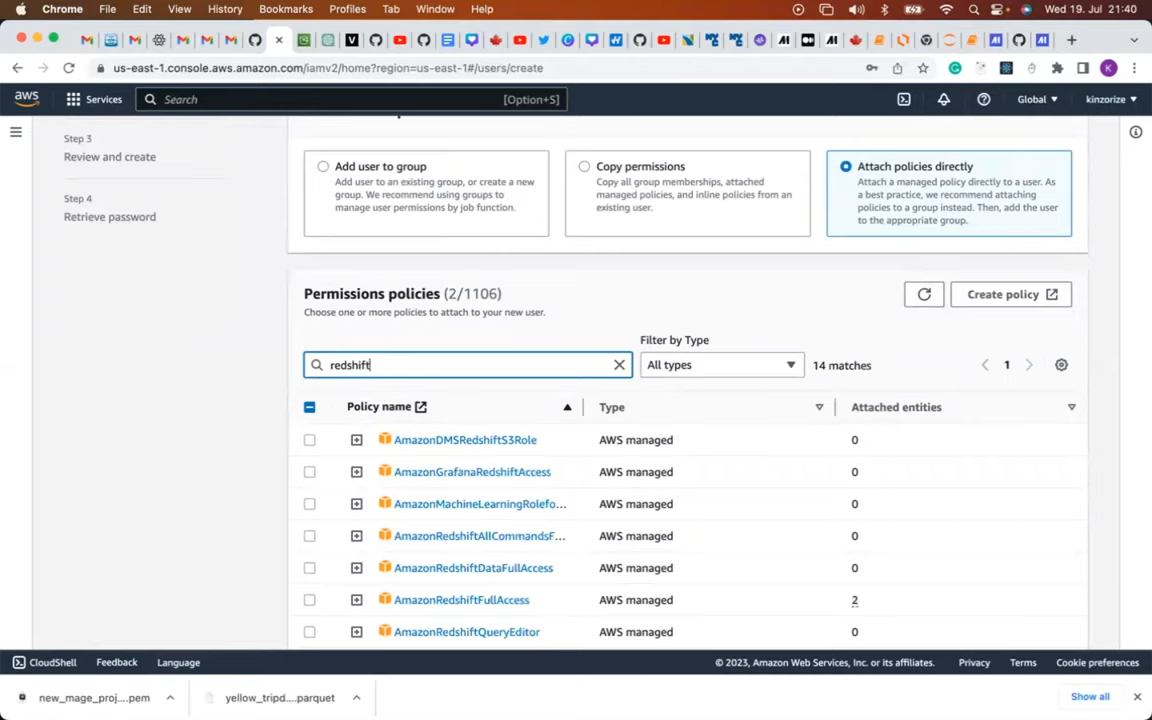 Chrome File Edit View History Bookmarks Profiles Tab Window Help Wed 19. Jul 21:40
us-east-1.console.aws.amazon.com/iamv2/home?region=us-east-1#/users/create K
aws Services Search [Option+S] Global kinzorize
Step 3
Review and create
Step 4
Retrieve password
Add user to group
Add user to an existing group, or create a new
group. We recommend using groups to
manage user permissions by job function.
Copy permissions
Copy all group memberships, attached
managed policies, and inline policies from an
existing user.
Attach policies directly
Attach a managed policy directly to a user. As
a best practice, we recommend attaching
policies to a group instead. Then, add the user
to the appropriate group.
Permissions policies (2/1106)
Choose one or more policies to attach to your new user.
Create policy
Filter by Type
redshift All types 14 matches 1
Policy name Type Attached entities
AmazonDMSRedshiftS3Role AWS managed 0
AmazonGrafanaRedshiftAccess AWS managed 0
AmazonMachineLearningRolefo... AWS managed 0
AmazonRedshiftAllCommandsF... AWS managed 0
AmazonRedshiftDataFullAccess AWS managed 0
AmazonRedshiftFullAccess AWS managed 2
AmazonRedshiftQueryEditor AWS managed 0
CloudShell Feedback Language © 2023, Amazon Web Services, Inc. or its affiliates. Privacy Terms Cookie preferences
new_mage_proj....pem yellow_tripd....parquet Show all